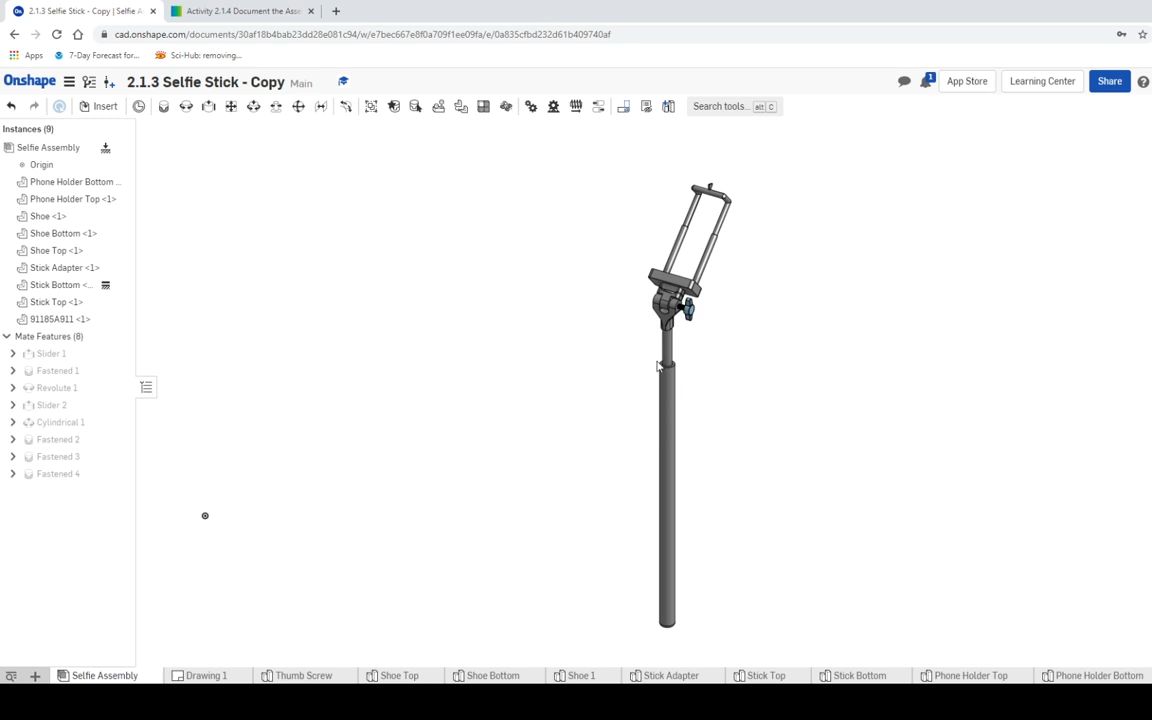 2.1.3 Selfie Stick - Copy | Selfie A
Activity 2.1.4 Document the Asse
cad.onshape.com/documents/30af18b4bab23dd28e081c94/w/e7bec667e8f0a709f1ee09fa/e/0a835cfbd232d61b409740af
Apps
7-Day Forecast for...
Sci-Hub: removing...
Onshape
2.1.3 Selfie Stick - Copy
Main
1
App Store
Learning Center
Share
Insert
Search tools...
alt C
Instances (9)
Selfie Assembly
Origin
Phone Holder Bottom ...
Phone Holder Top <1>
Shoe <1>
Shoe Bottom <1>
Shoe Top <1>
Stick Adapter <1>
Stick Bottom <...
Stick Top <1>
91185A911 <1>
Mate Features (8)
Slider 1
Fastened 1
Revolute 1
Slider 2
Cylindrical 1
Fastened 2
Fastened 3
Fastened 4
Selfie Assembly
Drawing 1
Thumb Screw
Shoe Top
Shoe Bottom
Shoe 1
Stick Adapter
Stick Top
Stick Bottom
Phone Holder Top
Phone Holder Bottom